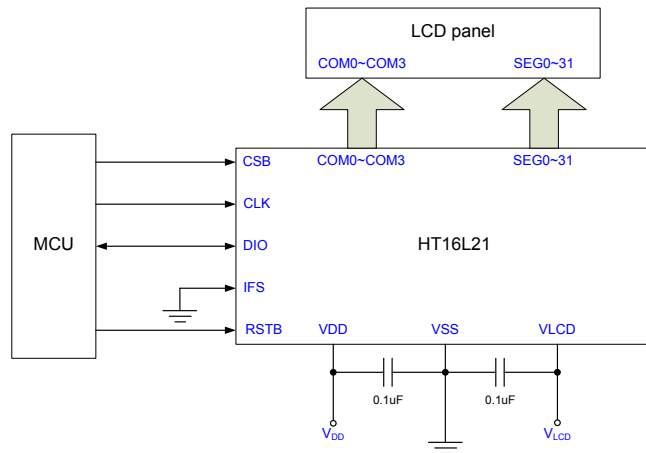 LCD panel
COM0~COM3 SEG0~31
CSB COM0~COM3 SEG0~31
CLK
MCU DIO HT16L21
IFS
RSTB VDD VSS VLCD
0.1uF 0.1uF
VDD VLCD